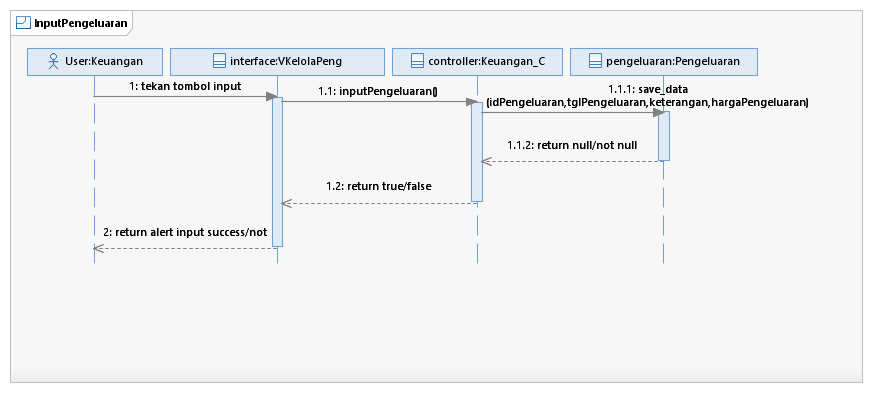 InputPengeluaran
User:Keuangan
interface:VKelolaPeng
controller:Keuangan_C
pengeluaran:Pengeluaran
1: tekan tombol input
1.1: inputPengeluaran()
1.1.1: save_data
(idPengeluaran,tglPengeluaran,keterangan,hargaPengeluaran)
1.1.2: return null/not null
1.2: return true/false
2: return alert input success/not